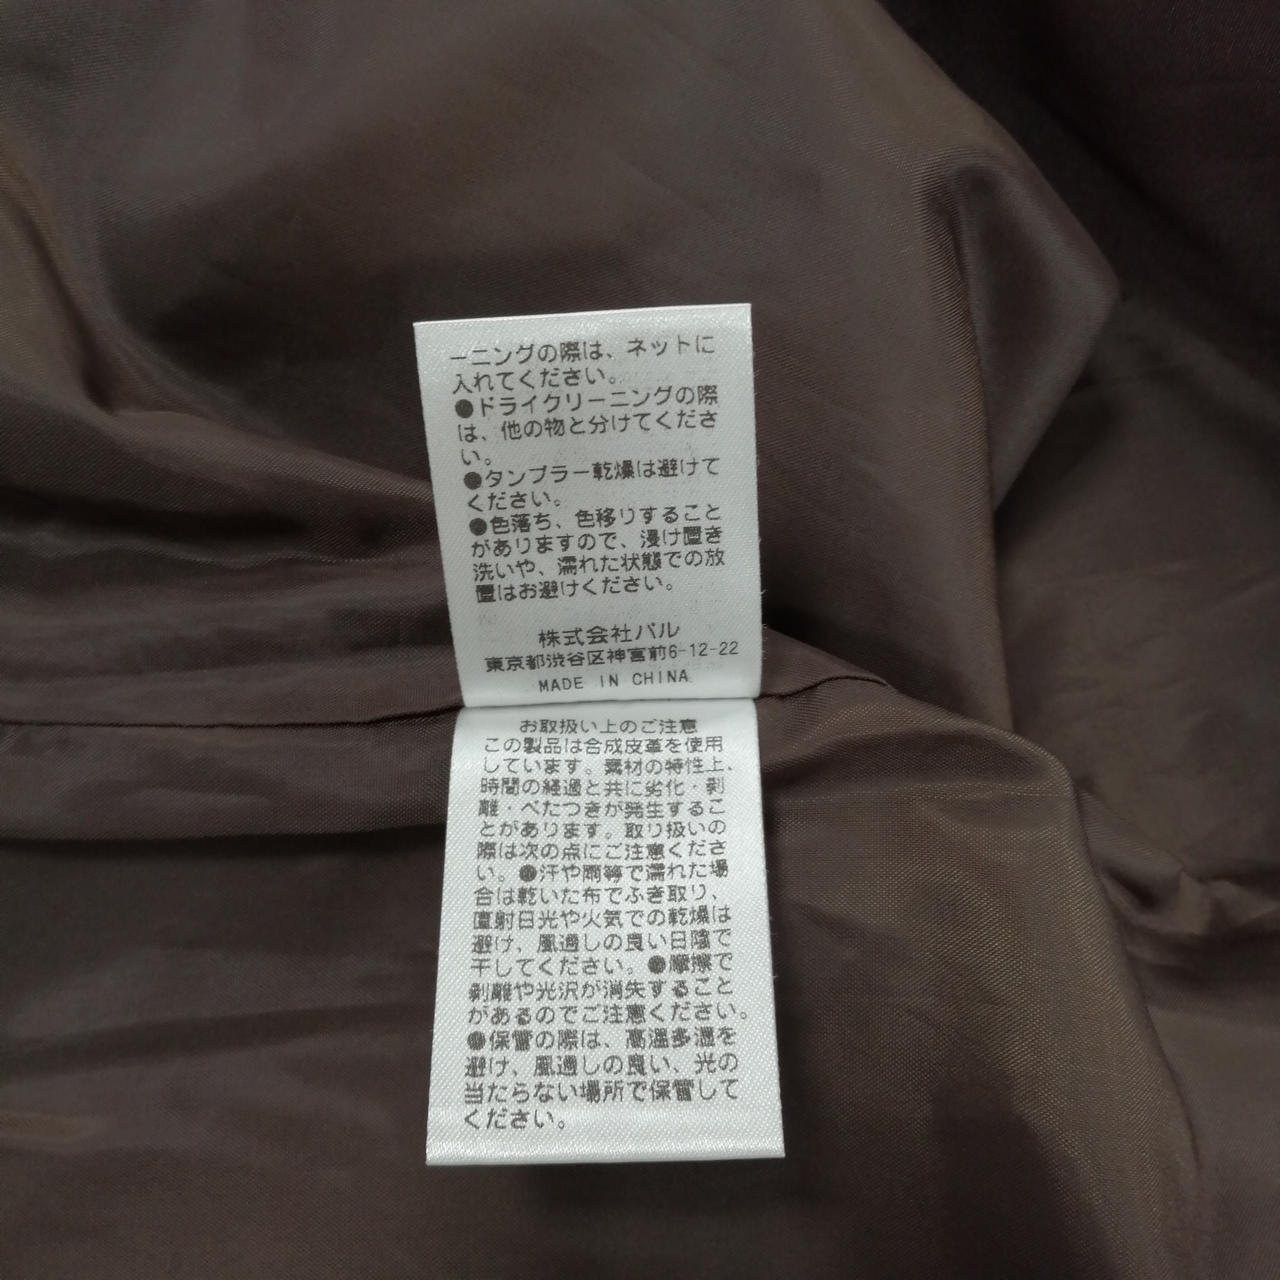 ーニングの際は、ネットに
入れてください。
●ドライクリーニングの際
は、他の物と分けてくださ
い。
●タンブラー乾燥は避けて
ください。
●色落ち、色移りすること
がありますので、浸け置き
洗いや、濡れた状態での放
置はお避けください。
株式会社パル
東京都渋谷区神宮前6-12-22
MADE IN CHINA
お取扱い上のご注意
この製品は合成皮革を使用
しています。素材の特性上、
時間の経過と共に劣化・剥
離・べたつきが発生するこ
とがあります。取り扱いの
際は次の点にご注意くださ
い。●汗や雨等で濡れた場
合は乾いた布でふき取り、
直射日光や火気での乾燥は
避け、風通しの良い日陰で
干してください。●摩擦で
剥離や光沢が消失すること
があるのでご注意ください。
●保管の際は、高温多湿を
避け、風通しの良い、光の
当たらない場所で保管して
ください。